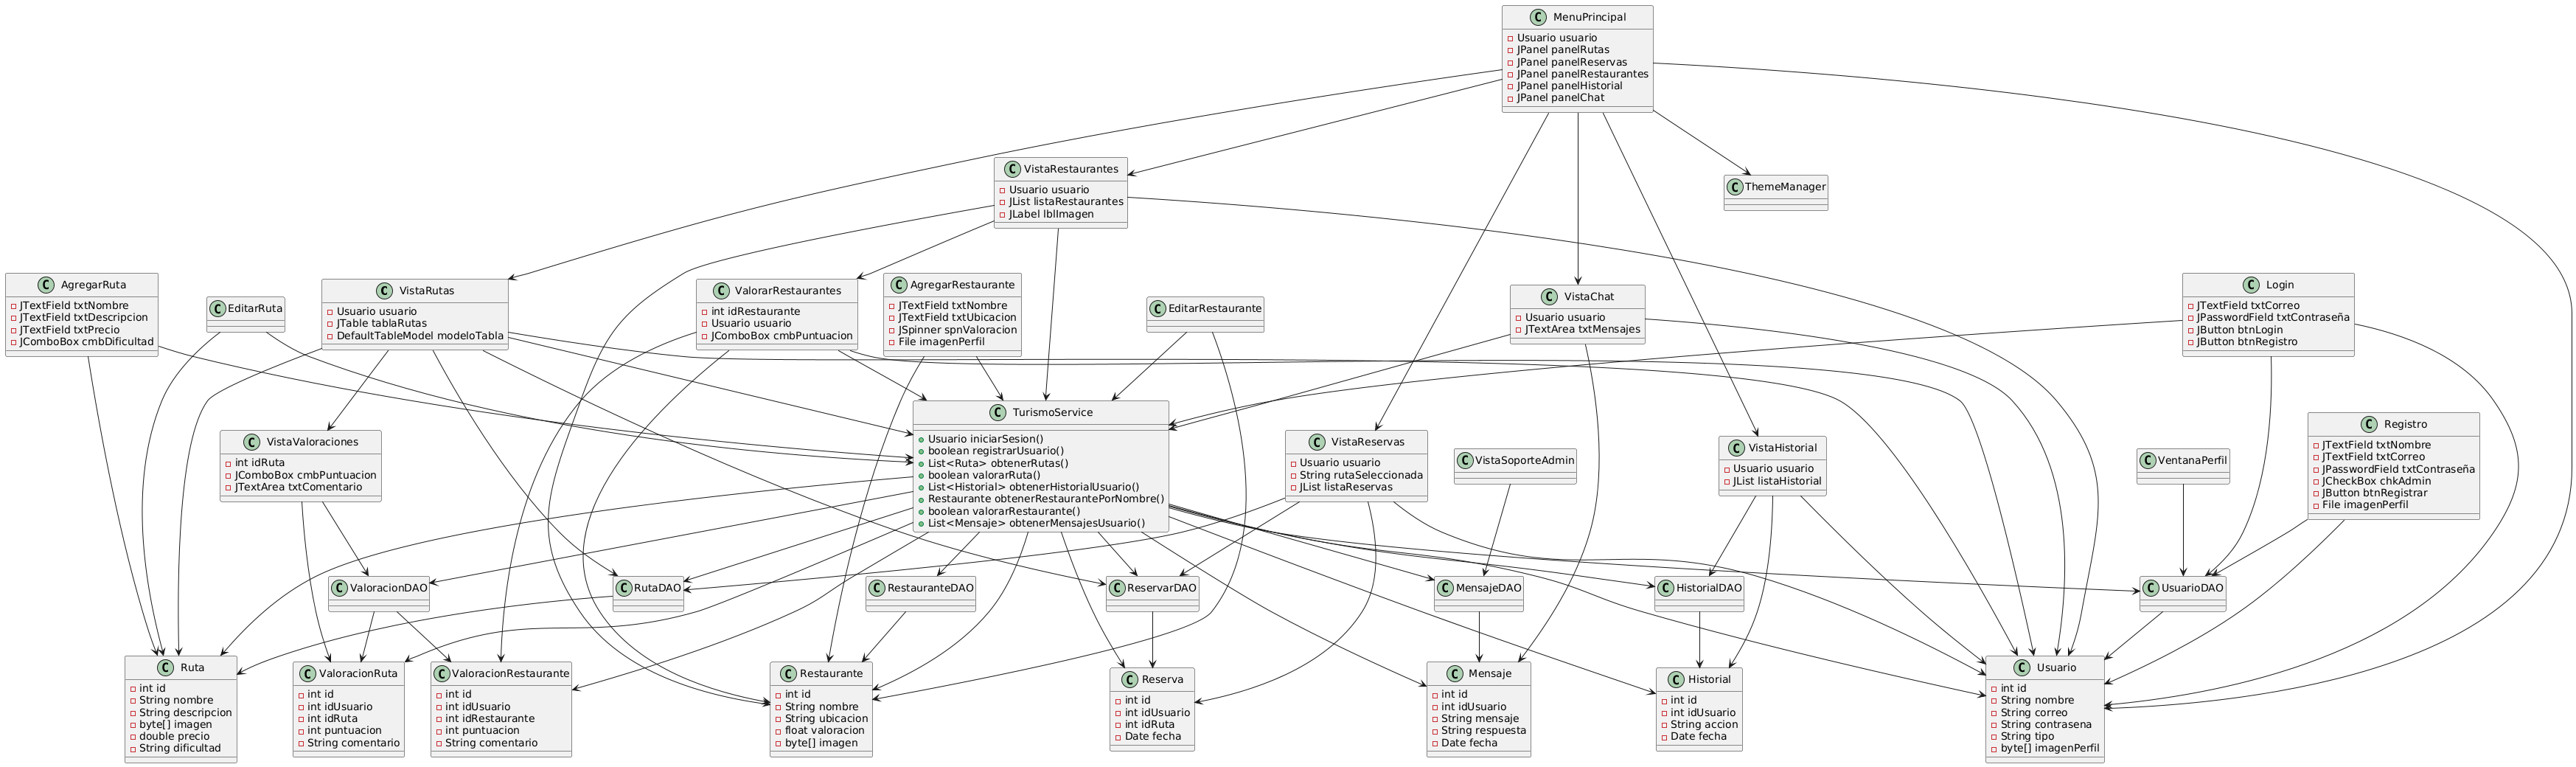 C MenuPrincipal
Usuario usuario
JPanel panelRutas
JPanel panelReservas
JPanel panelRestaurantes
JPanel panelHistorial
JPanel panelChat
C VistaRestaurantes
Usuario usuario
JList listaRestaurantes
JLabel lblImagen
C ThemeManager
C AgregarRuta
JTextField txtNombre
JTextField txtDescripcion
JTextField txtPrecio
JComboBox cmbDificultad
C EditarRuta
C VistaRutas
Usuario usuario
JTable tablaRutas
DefaultTableModel modeloTabla
C ValorarRestaurantes
int idRestaurante
Usuario usuario
JComboBox cmbPuntuacion
C AgregarRestaurante
JTextField txtNombre
JTextField txtUbicacion
JSpinner spnValoracion
File imagenPerfil
C EditarRestaurante
C VistaChat
Usuario usuario
JTextArea txtMensajes
C Login
JTextField txtCorreo
JPasswordField txtContraseña
JButton btnLogin
JButton btnRegistro
C VistaValoraciones
int idRuta
JComboBox cmbPuntuacion
JTextArea txtComentario
C TurismoService
Usuario iniciarSesion()
boolean registrarUsuario()
List<Ruta> obtenerRutas()
boolean valorarRuta()
List<Historial> obtenerHistorialUsuario()
Restaurante obtenerRestaurantePorNombre()
boolean valorarRestaurante()
List<Mensaje> obtenerMensajesUsuario()
C VistaReservas
Usuario usuario
String rutaSeleccionada
JList listaReservas
C VistaSoporteAdmin
C VistaHistorial
Usuario usuario
JList listaHistorial
C VentanaPerfil
C Registro
JTextField txtNombre
JTextField txtCorreo
JPasswordField txtContraseña
JCheckBox chkAdmin
JButton btnRegistrar
File imagenPerfil
C ValoracionDAO
C RutaDAO
C RestauranteDAO
C ReservarDAO
C MensajeDAO
C HistorialDAO
C UsuarioDAO
C Ruta
int id
String nombre
String descripcion
byte[] imagen
double precio
String dificultad
C ValoracionRuta
int id
int idUsuario
int idRuta
int puntuacion
String comentario
C ValoracionRestaurante
int id
int idUsuario
int idRestaurante
int puntuacion
String comentario
C Restaurante
int id
String nombre
String ubicacion
float valoracion
byte[] imagen
C Reserva
int id
int idUsuario
int idRuta
Date fecha
C Mensaje
int id
int idUsuario
String mensaje
String respuesta
Date fecha
C Historial
int id
int idUsuario
String accion
Date fecha
C Usuario
int id
String nombre
String correo
String contrasena
String tipo
byte[] imagenPerfil